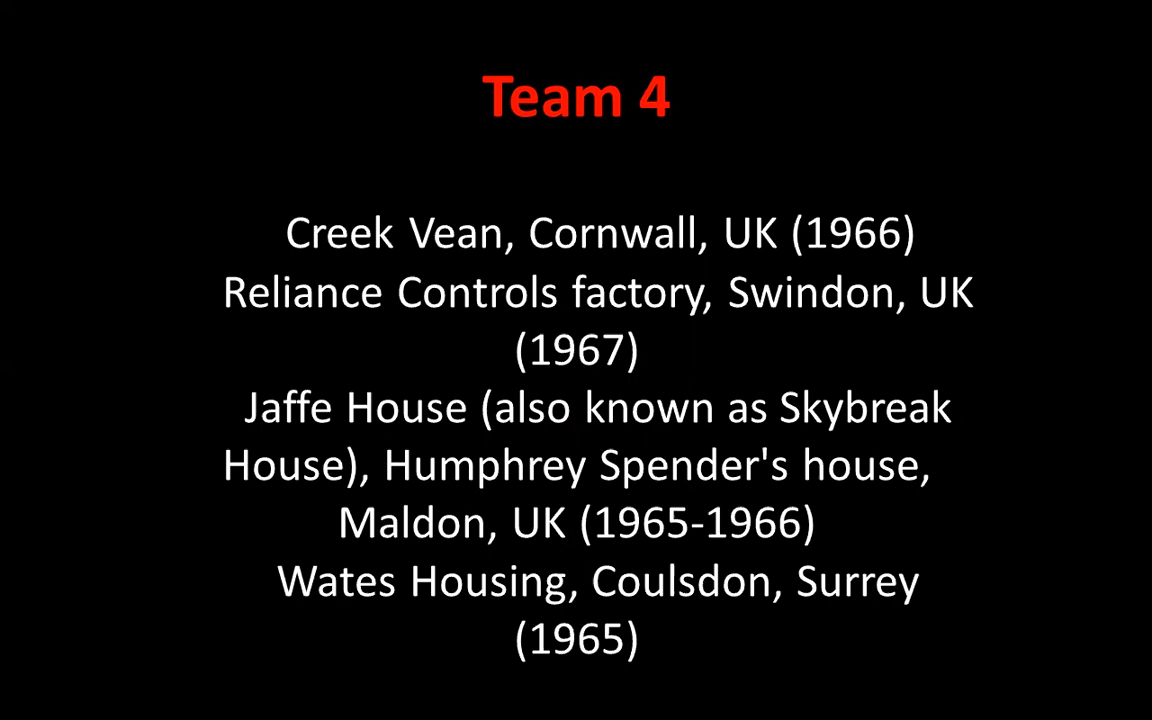 Team 4
Creek Vean, Cornwall, UK (1966)
Reliance Controls factory, Swindon, UK
(1967)
Jaffe House (also known as Skybreak
House), Humphrey Spender's house,
Maldon, UK (1965-1966)
Wates Housing, Coulsdon, Surrey
(1965)